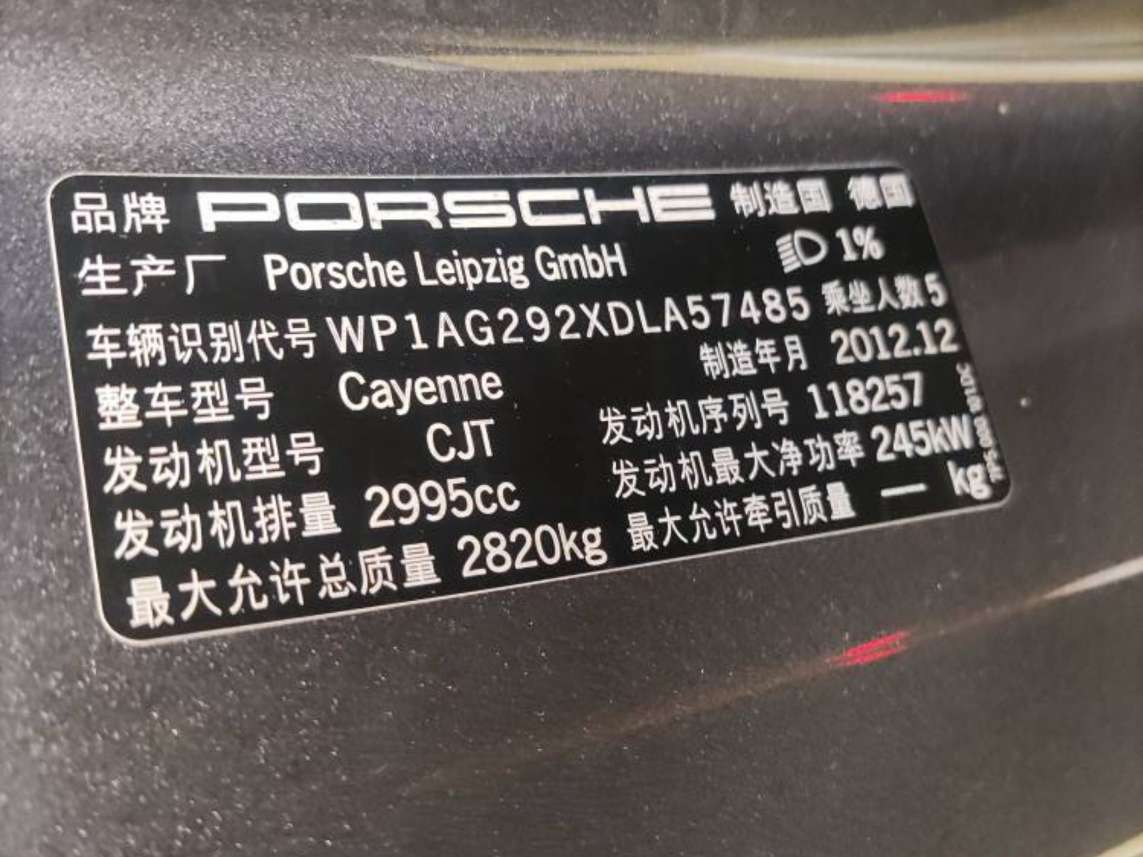 品牌 PORSCHE 制造国 德国
生产厂 Porsche Leipzig GmbH 1%
车辆识别代号 WP1AG292XDLA57485 乘坐人数 5
整车型号 Cayenne 制造年月 2012.12
发动机型号 CJT 发动机序列号 118257
发动机排量 2995cc 发动机最大净功率 245kW
最大允许总质量 2820kg 最大允许牵引质量 — kg